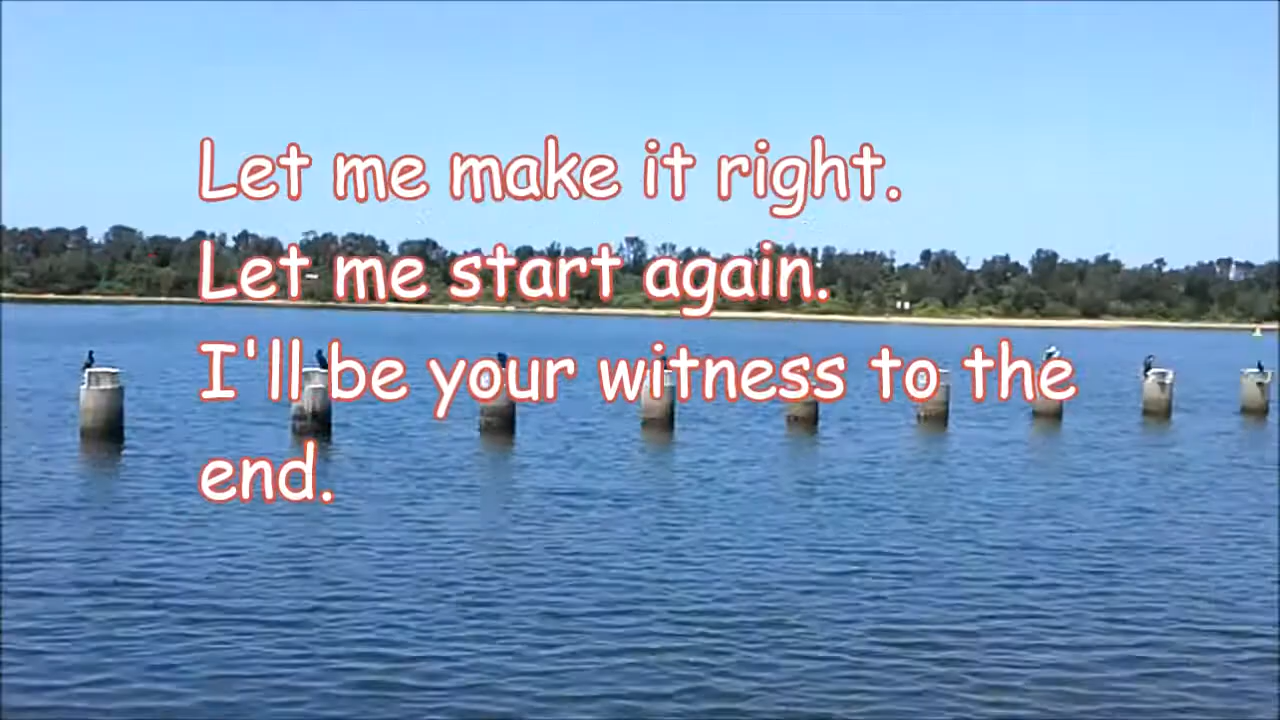 Let me make it right.
Let me start again.
I'll be your witness to the
end.